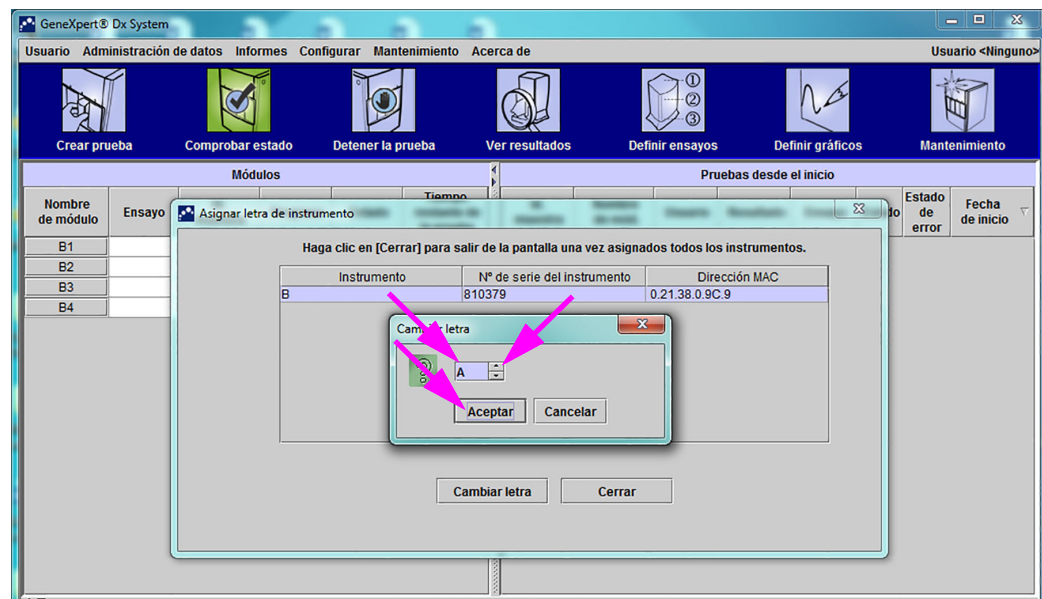 GeneXpert® Dx System
Usuario Administración de datos Informes Configurar Mantenimiento Acerca de Usuario <Ninguno>
① ② ③
Crear prueba Comprobar estado Detener la prueba Ver resultados Definir ensayos Definir gráficos Mantenimiento
Módulos Pruebas desde el inicio
Nombre de módulo
Ensayo
Tiempo
Estado de error
Fecha de inicio
B1
B2
B3
B4
Asignar letra de instrumento
Haga clic en [Cerrar] para salir de la pantalla una vez asignados todos los instrumentos.
Instrumento Nº de serie del instrumento Dirección MAC
B 810379 0.21.38.0.9C.9
letra
A
Aceptar Cancelar
Cambiar letra Cerrar